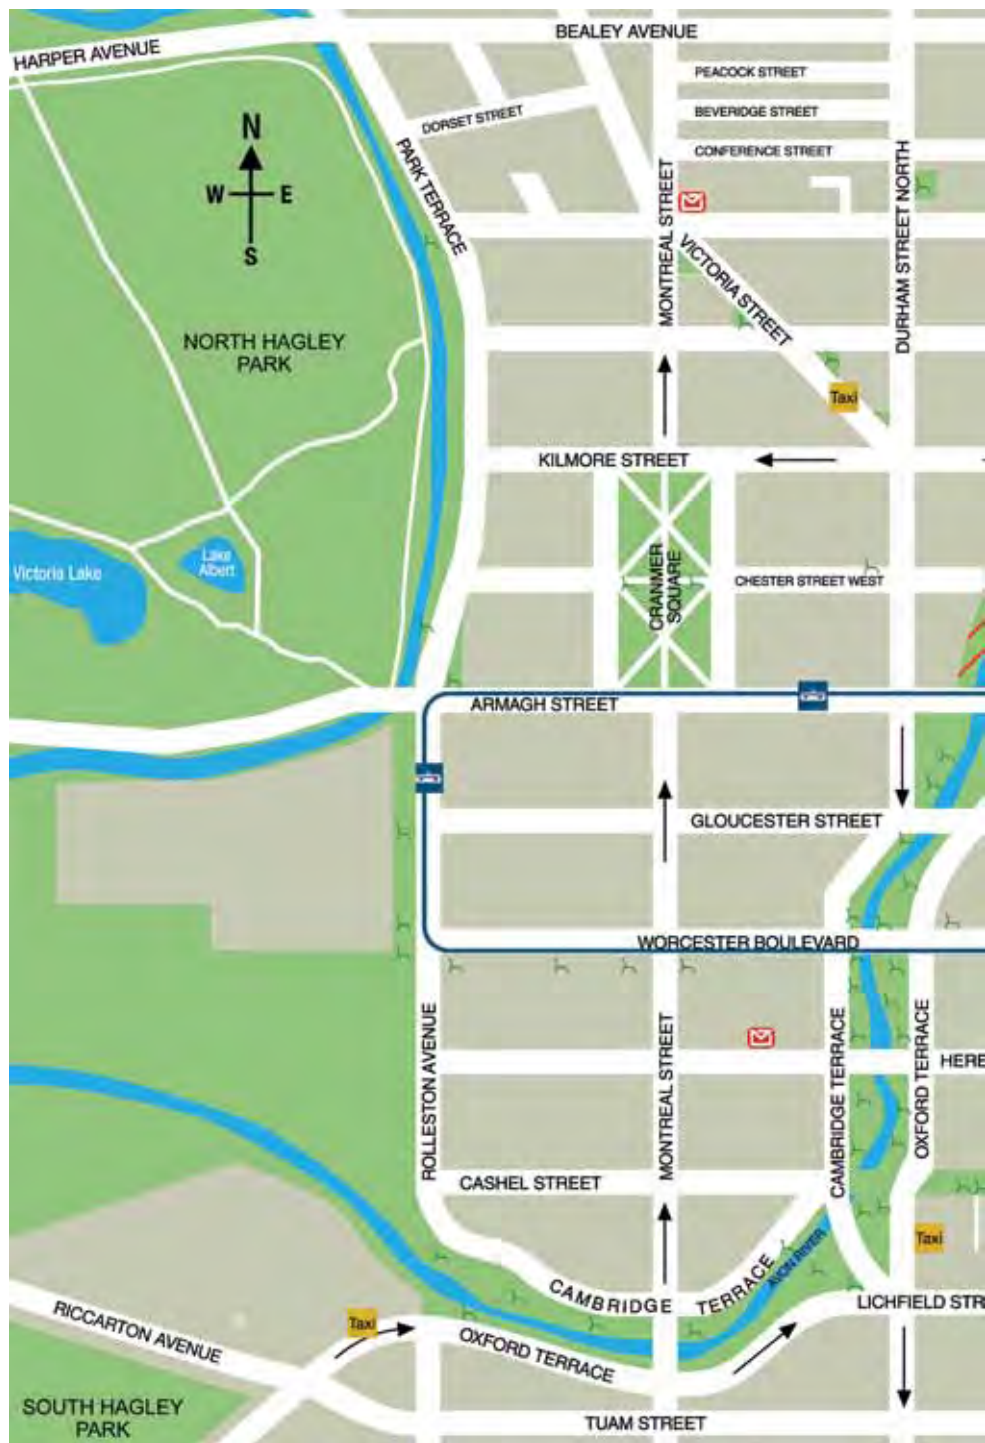 BEALEY AVENUE
HARPER AVENUE
PEACOCK STREET
DORSET STREET
BEVERIDGE STREET
N
CONFERENCE STREET
PARK TERRACE
W
E
S
MONTREAL STREET
DURHAM STREET NORTH
VICTORIA STREET
NORTH HAGLEY
PARK
Taxi
KILMORE STREET
Lake
Albert
Victoria Lake
CRANMER
SQUARE
CHESTER STREET WEST
ARMAGH STREET
GLOUCESTER STREET
WORCESTER BOULEVARD
ROLLESTON AVENUE
MONTREAL STREET
CAMBRIDGE TERRACE
OXFORD TERRACE
HERE
CASHEL STREET
Taxi
AVON RIVER
CAMBRIDGE TERRACE
LICHFIELD STR
RICCARTON AVENUE
Taxi
OXFORD TERRACE
SOUTH HAGLEY
PARK
TUAM STREET